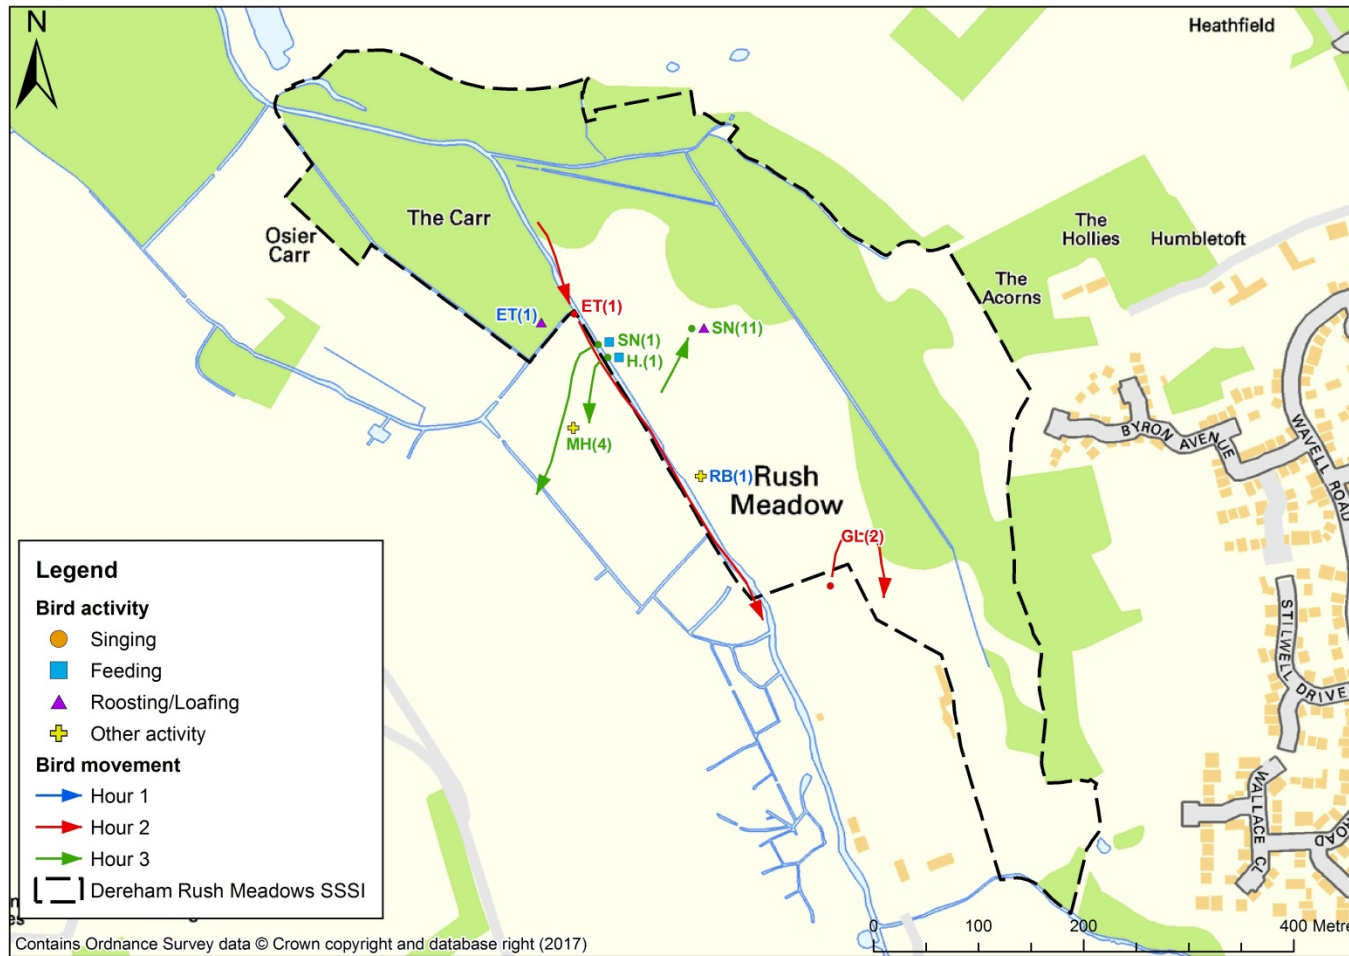 N
Heathfield
The Carr
Osier
Carr
The
Hollies
Humbletoft
The
Acorns
ET(1)
ET(1)
SN(1)
H.(1)
SN(11)
MH(4)
RB(1)
Rush
Meadow
GL(2)
BYRON AVENUE
WAVELL ROAD
STILWELL DRIVE
WALLACE CL
ROAD
Legend
Bird activity
Singing
Feeding
Roosting/Loafing
Other activity
Bird movement
Hour 1
Hour 2
Hour 3
Dereham Rush Meadows SSSI
Contains Ordnance Survey data © Crown copyright and database right (2017)
0 100 200 400 Metre